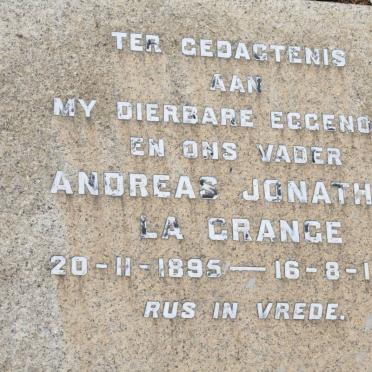 TER GEDAGTENIS
AAN
MY DIERBARE EGGENO
EN ONS VADER
ANDREAS JONATH
LA GRANGE
20-11-1895 — 16-8-1
RUS IN VREDE.